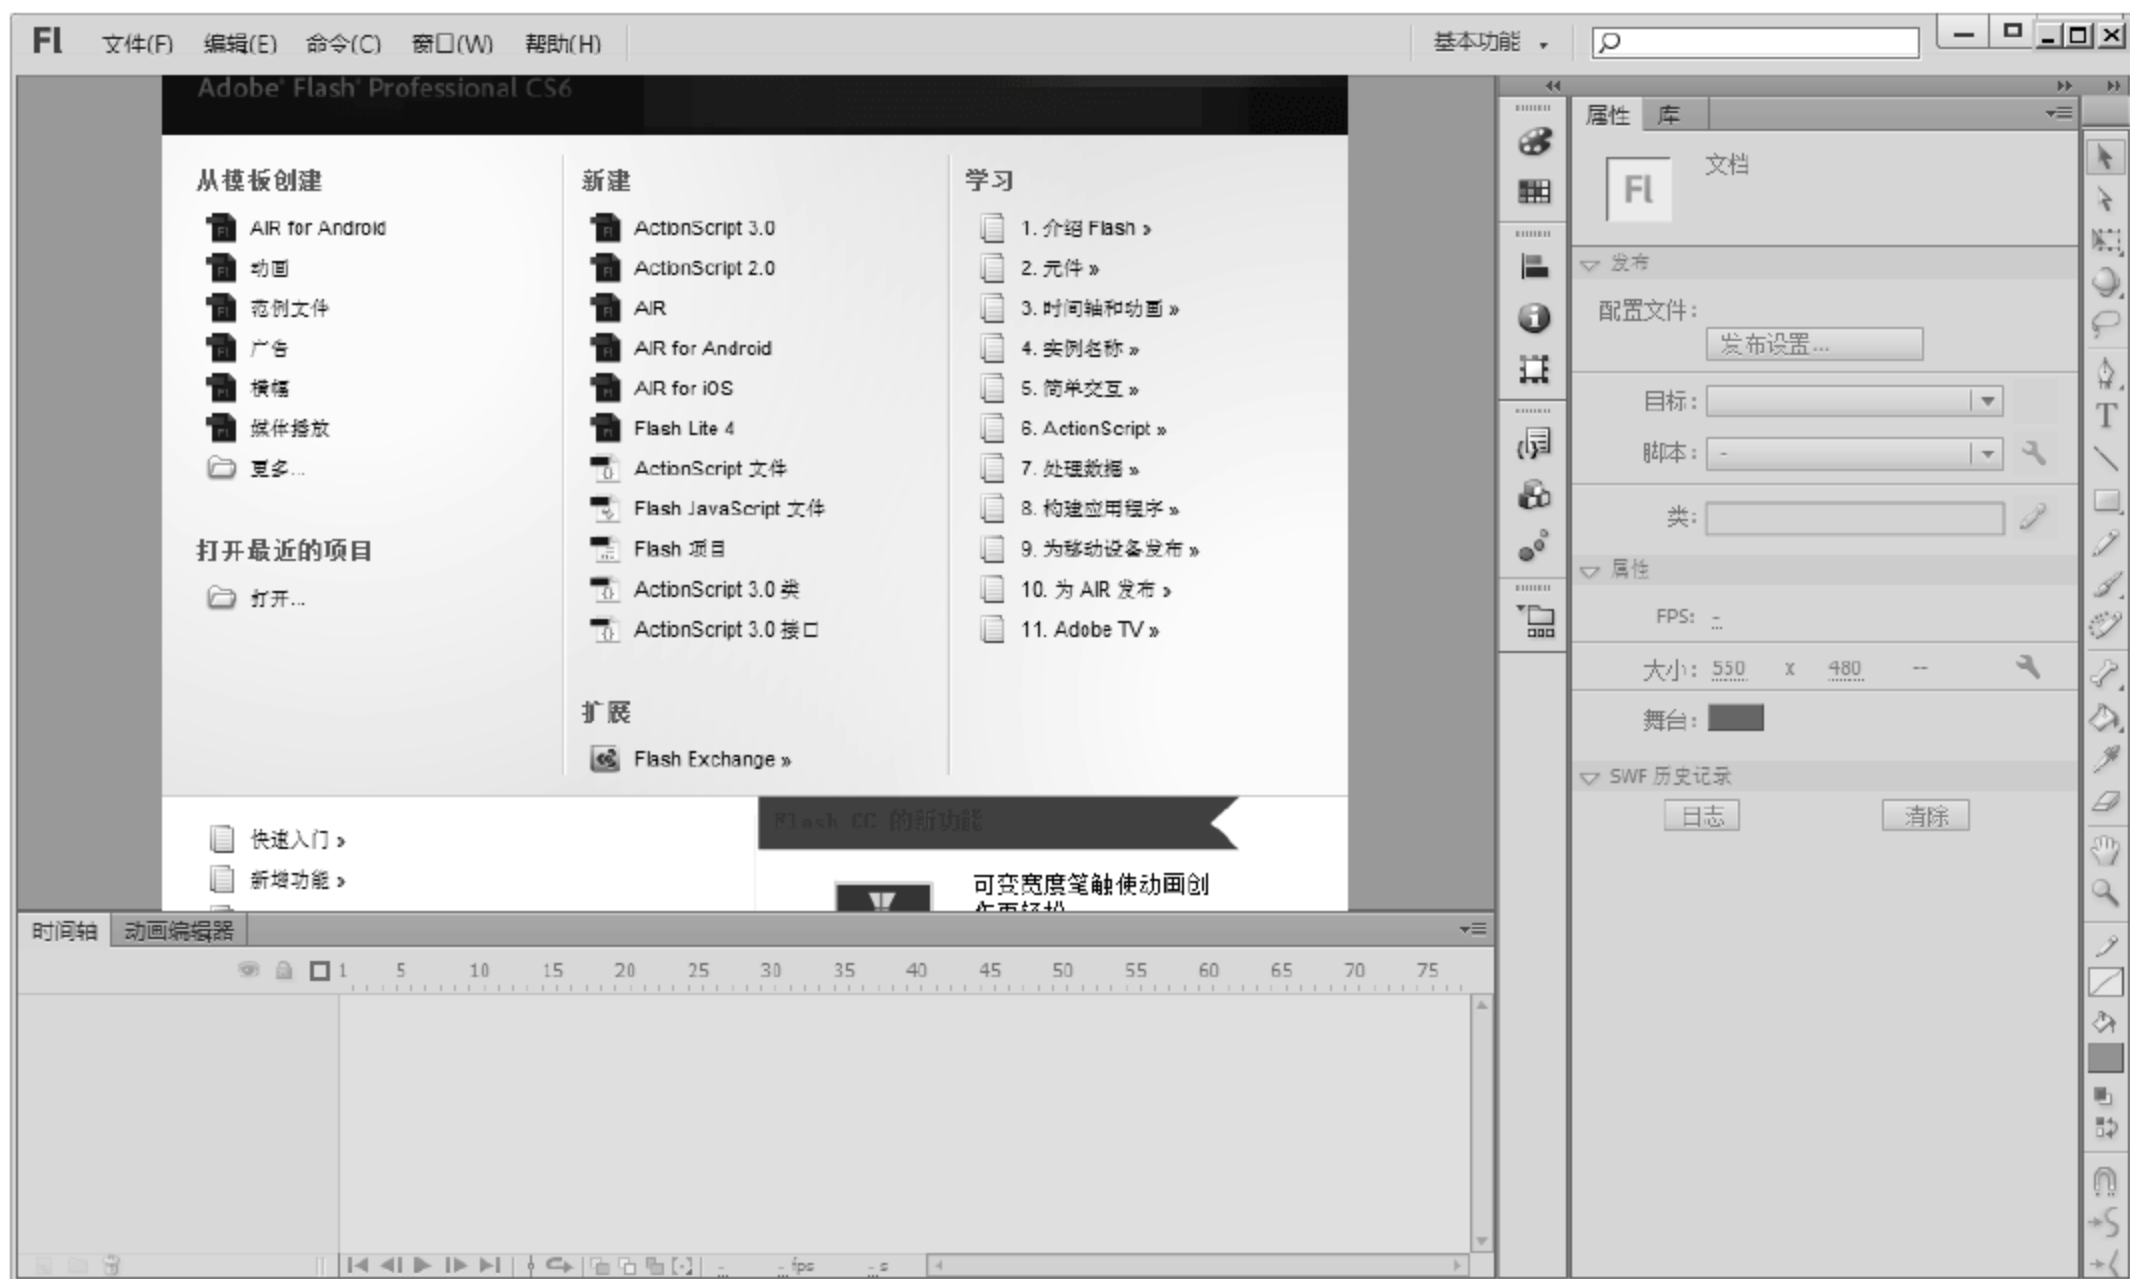 Fl 文件(F) 编辑(E) 命令(C) 窗口(W) 帮助(H) 基本功能
Adobe® Flash® Professional CS6
从模板创建
AIR for Android
动画
范例文件
广告
横幅
媒体播放
更多...
打开最近的项目
打开...
新建
ActionScript 3.0
ActionScript 2.0
AIR
AIR for Android
AIR for iOS
Flash Lite 4
ActionScript 文件
Flash JavaScript 文件
Flash 项目
ActionScript 3.0 类
ActionScript 3.0 接口
扩展
Flash Exchange »
学习
1. 介绍 Flash »
2. 元件 »
3. 时间轴和动画 »
4. 实例名称 »
5. 简单交互 »
6. ActionScript »
7. 处理数据 »
8. 构建应用程序 »
9. 为移动设备发布 »
10. 为 AIR 发布 »
11. Adobe TV »
快速入门 »
新增功能 »
Flash CC 的新功能
可变宽度笔触使动画创
作更轻松
属性 库
Fl 文档
发布
配置文件:
发布设置...
目标:
脚本: -
类:
属性
FPS: -
大小: 550 x 480 --
舞台:
SWF 历史记录
日志 清除
时间轴 动画编辑器
1 5 10 15 20 25 30 35 40 45 50 55 60 65 70 75
- - fps - s